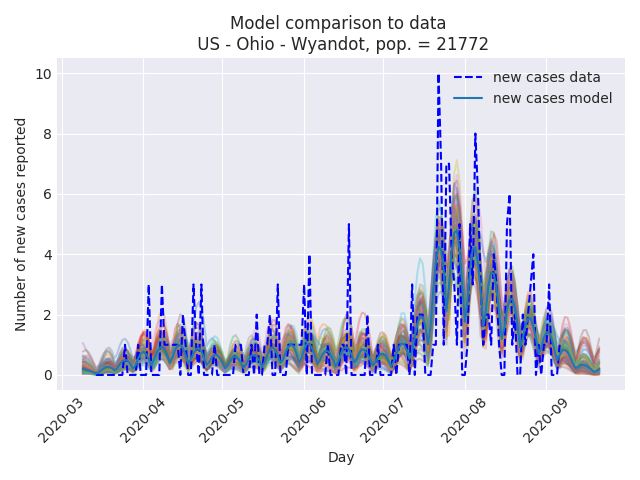 Model comparison to data
US - Ohio - Wyandot, pop. = 21772
Number of new cases reported
10
8
6
4
2
0
new cases data
new cases model
2020-03
2020-04
2020-05
2020-06
2020-07
2020-08
2020-09
Day